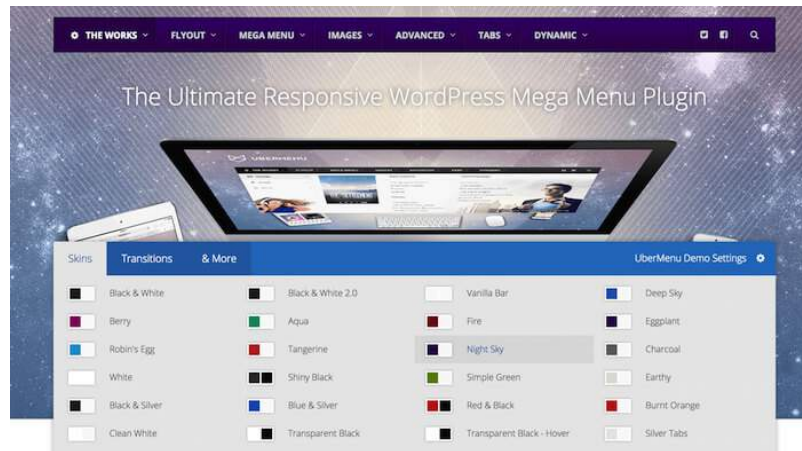 THE WORKS FLYOUT MEGA MENU IMAGES ADVANCED TABS DYNAMIC
The Ultimate Responsive WordPress Mega Menu Plugin
UBERMENU
Skins Transitions & More UberMenu Demo Settings
Black & White Black & White 2.0 Vanilla Bar Deep Sky
Berry Aqua Fire Eggplant
Robin's Egg Tangerine Night Sky Charcoal
White Shiny Black Simple Green Earthy
Black & Silver Blue & Silver Red & Black Burnt Orange
Clean White Transparent Black Transparent Black - Hover Silver Tabs